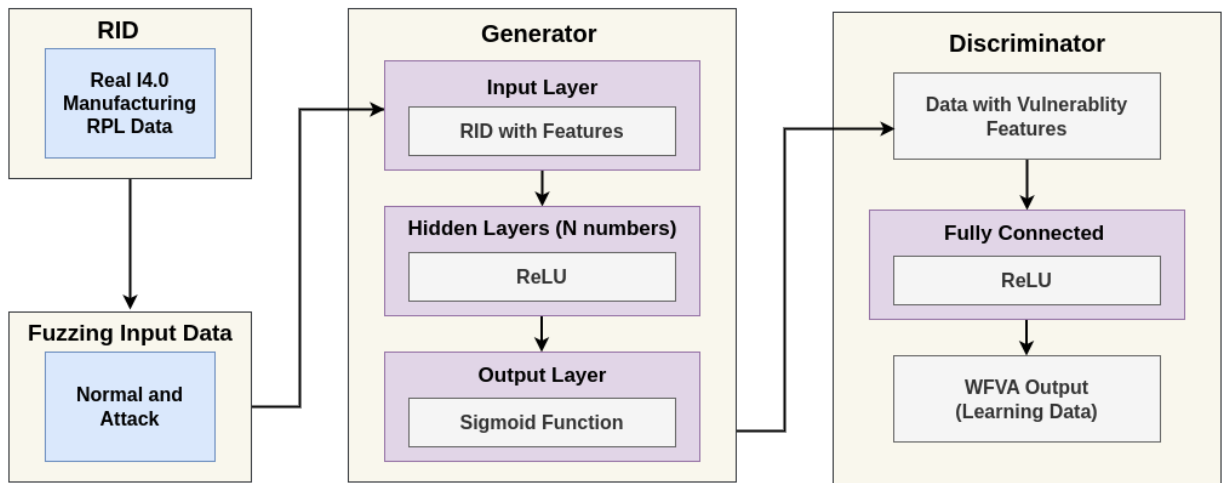 RID
Real I4.0
Manufacturing
RPL Data
Fuzzing Input Data
Normal and
Attack
Generator
Input Layer
RID with Features
Hidden Layers (N numbers)
ReLU
Output Layer
Sigmoid Function
Discriminator
Data with Vulnerablity
Features
Fully Connected
ReLU
WFVA Output
(Learning Data)